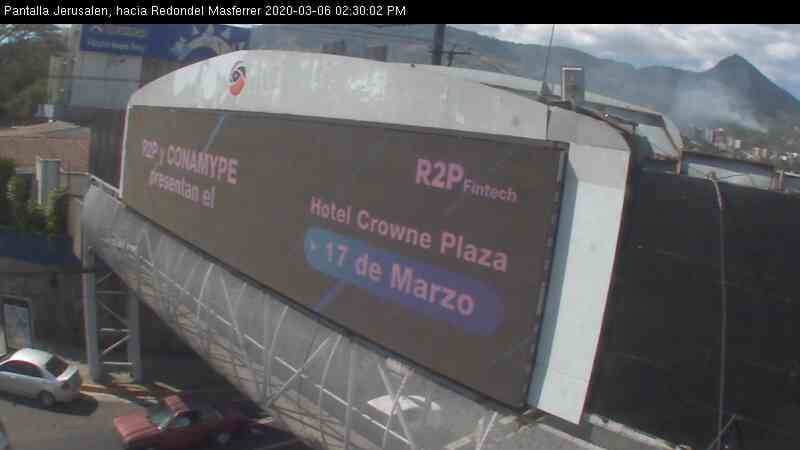 Pantalla Jerusalen, hacia Redondel Masferrer 2020-03-06 02:30:02 PM
R2P y CONAMYPE
presentan el
R2P Fintech
Hotel Crowne Plaza
17 de Marzo